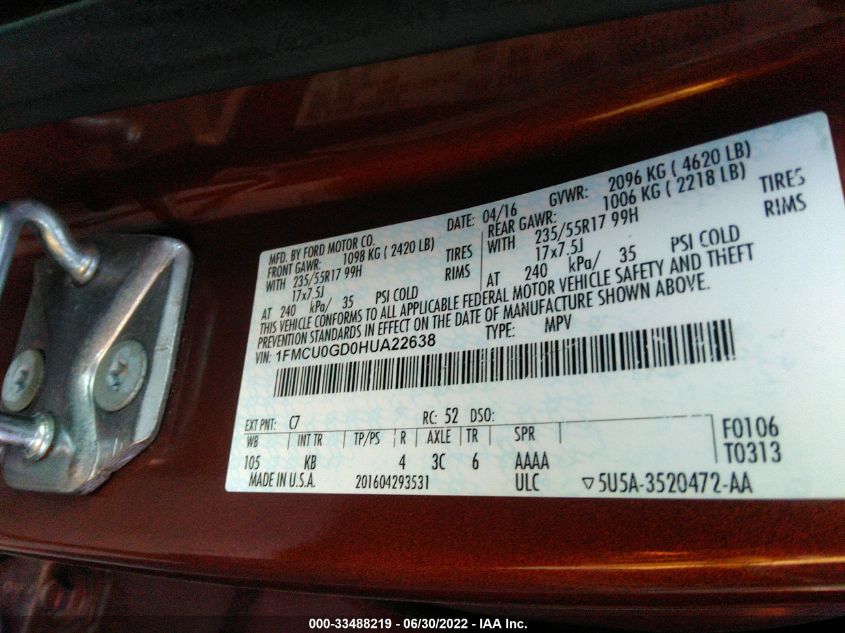 MFD. BY FORD MOTOR CO.
DATE: 04/16 GVWR: 2096 KG ( 4620 LB)
FRONT GAWR: 1098 KG ( 2420 LB)
REAR GAWR: 1006 KG ( 2218 LB)
WITH 235/55R17 99H TIRES
WITH 235/55R17 99H TIRES
17x7.5J RIMS
17x7.5J RIMS
AT 240 kPa/ 35 PSI COLD
AT 240 kPa/ 35 PSI COLD
THIS VEHICLE CONFORMS TO ALL APPLICABLE FEDERAL MOTOR VEHICLE SAFETY AND THEFT
PREVENTION STANDARDS IN EFFECT ON THE DATE OF MANUFACTURE SHOWN ABOVE.
VIN: 1FMCU0GD0HUA22638 TYPE: MPV
EXT PNT: C7 RC: 52 DSO:
WB INT TR TP/PS R AXLE TR SPR
105 KB 4 3C 6 AAAA
F0106
T0313
MADE IN U.S.A. 201604293531 ULC ▽5U5A-3520472-AA
000-33488219 - 06/30/2022 - IAA Inc.